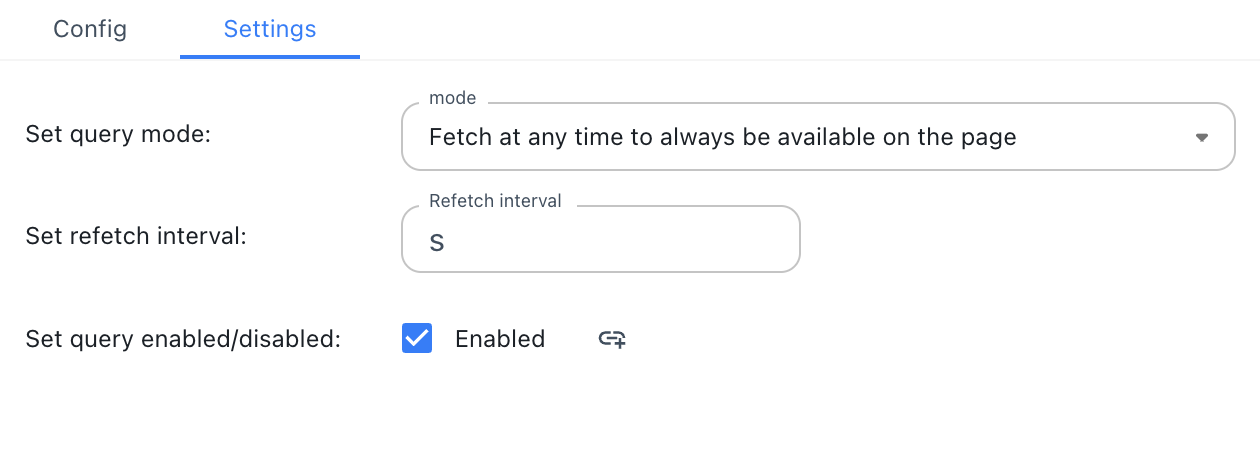 Config
Settings
mode
Set query mode:
Fetch at any time to always be available on the page
Refetch interval
Set refetch interval:
S
Set query enabled/disabled:
Enabled